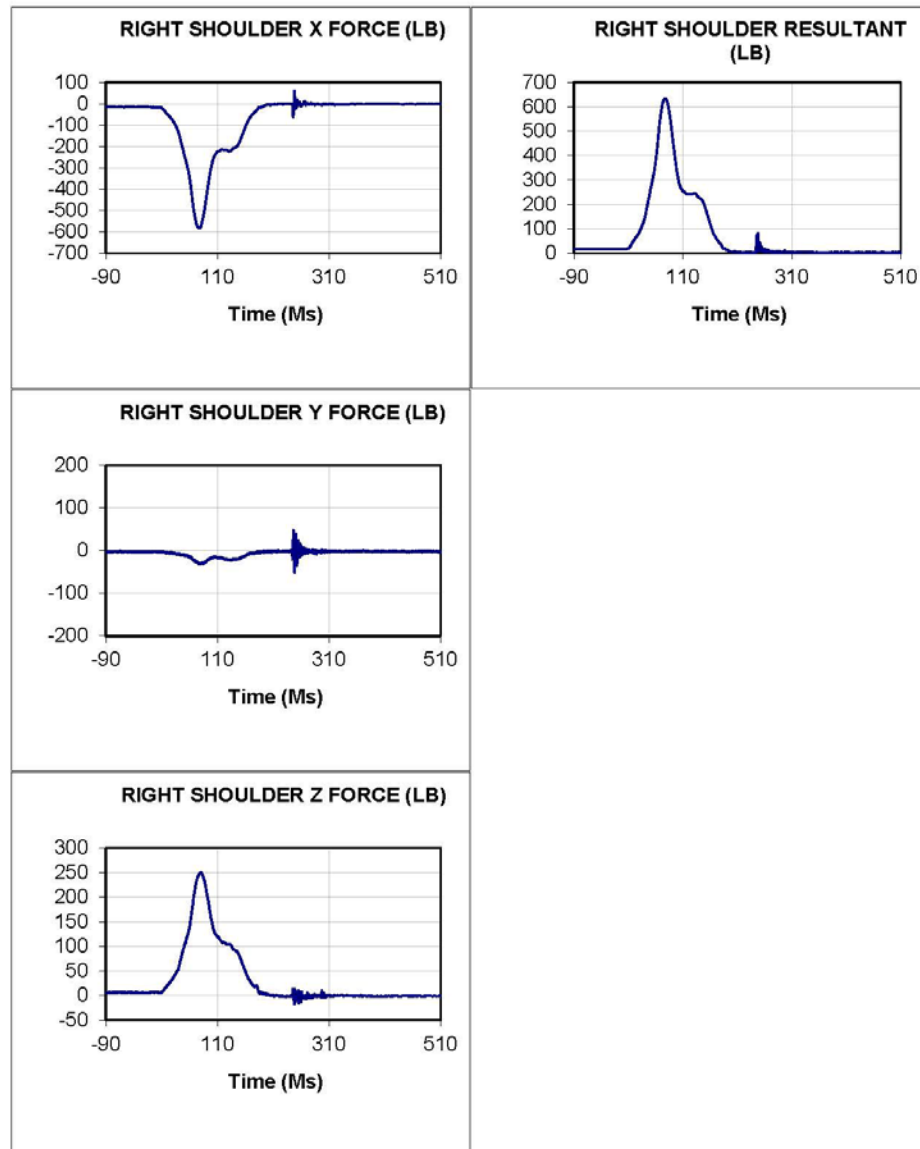 RIGHT SHOULDER X FORCE (LB)
100
0
-100
-200
-300
-400
-500
-600
-700
-90 110 310 510
Time (Ms)
RIGHT SHOULDER RESULTANT
(LB)
700
600
500
400
300
200
100
0
-90 110 310 510
Time (Ms)
RIGHT SHOULDER Y FORCE (LB)
200
100
0
-100
-200
-90 110 310 510
Time (Ms)
RIGHT SHOULDER Z FORCE (LB)
300
250
200
150
100
50
0
-50
-90 110 310 510
Time (Ms)